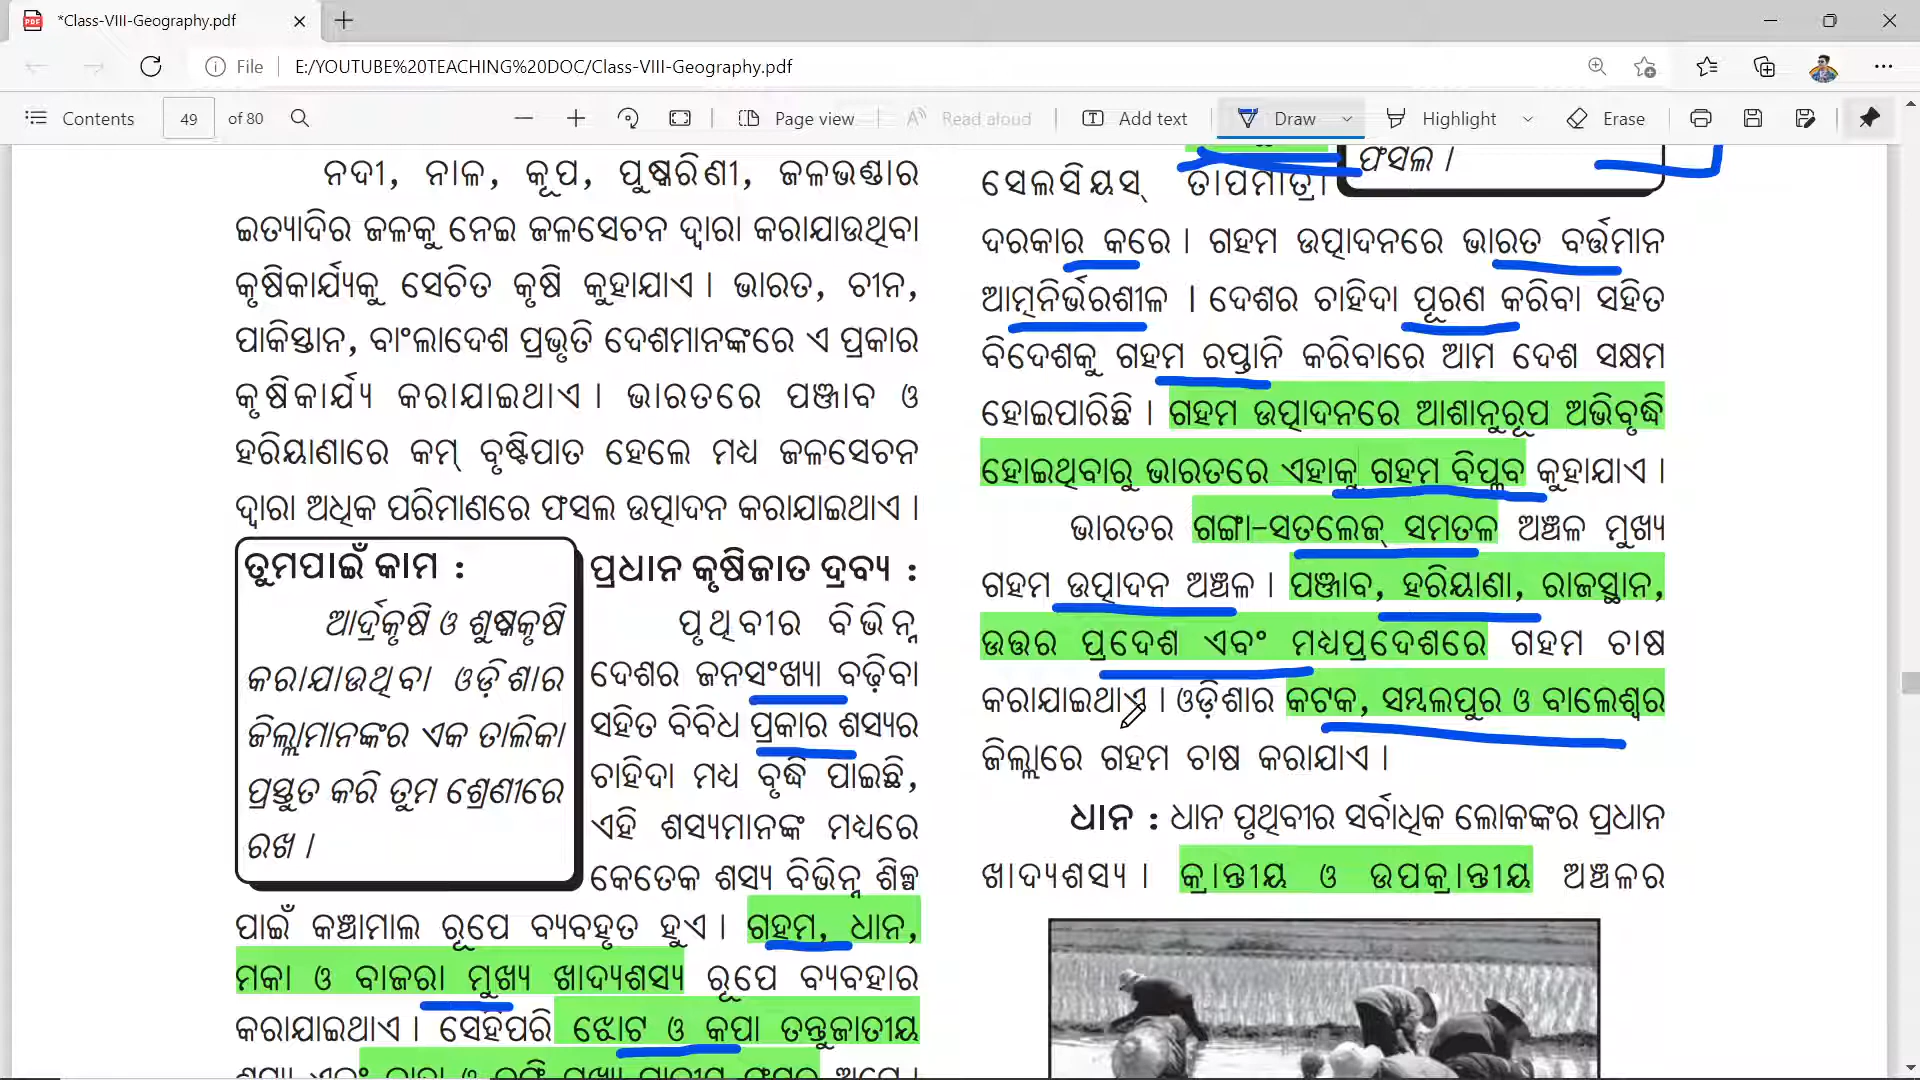 *Class-VIII-Geography.pdf
File
E:/YOUTUBE%20TEACHING%20DOC/Class-VIII-Geography.pdf
Contents
49 of 80
Page view
Read aloud
Add text
Draw
Highlight
Erase
ନଦୀ, ନାଳ, କୂପ, ପୁଷ୍କରିଣୀ, ଜଳଭଣ୍ଡାର
ଇତ୍ୟାଦିର ଜଳକୁ ନେଇ ଜଳସେଚନ ଦ୍ୱାରା କରାଯାଉଥିବା
କୃଷିକାର୍ଯ୍ୟକୁ ସେଚିତ କୃଷି କୁହାଯାଏ । ଭାରତ, ଚୀନ,
ପାକିସ୍ତାନ, ବାଂଲାଦେଶ ପ୍ରଭୃତି ଦେଶମାନଙ୍କରେ ଏ ପ୍ରକାର
କୃଷିକାର୍ଯ୍ୟ କରାଯାଇଥାଏ । ଭାରତରେ ପଞ୍ଜାବ ଓ
ହରିୟାଣାରେ କମ୍ ବୃଷ୍ଟିପାତ ହେଲେ ମଧ୍ୟ ଜଳସେଚନ
ଦ୍ୱାରା ଅଧିକ ପରିମାଣରେ ଫସଲ ଉତ୍ପାଦନ କରାଯାଇଥାଏ ।
ତୁମପାଇଁ କାମ :
ଆର୍ଦ୍ରକୃଷି ଓ ଶୁଷ୍କକୃଷି
କରାଯାଉଥିବା ଓଡ଼ିଶାର
ଜିଲ୍ଲାମାନଙ୍କର ଏକ ତାଲିକା
ପ୍ରସ୍ତୁତ କରି ତୁମ ଶ୍ରେଣୀରେ
ରଖ ।
ପ୍ରଧାନ କୃଷିଜାତ ଦ୍ରବ୍ୟ :
ପୃଥିବୀର ବିଭିନ୍ନ
ଦେଶର ଜନସଂଖ୍ୟା ବଢ଼ିବା
ସହିତ ବିବିଧ ପ୍ରକାର ଶସ୍ୟର
ଚାହିଦା ମଧ୍ୟ ବୃଦ୍ଧି ପାଇଛି,
ଏହି ଶସ୍ୟମାନଙ୍କ ମଧ୍ୟରେ
କେତେକ ଶସ୍ୟ ବିଭିନ୍ନ ଶିଳ୍ପ
ପାଇଁ କଞ୍ଚାମାଲ ରୂପେ ବ୍ୟବହୃତ ହୁଏ । ଗହମ, ଧାନ,
ମକା ଓ ବାଜରା ମୁଖ୍ୟ ଖାଦ୍ୟଶସ୍ୟ ରୂପେ ବ୍ୟବହାର
କରାଯାଇଥାଏ । ସେହିପରି ଝୋଟ ଓ କପା ତନ୍ତୁଜାତୀୟ
ଫସଲ ।
ସେଲସିୟସ୍ ତାପମାତ୍ରା
ଦରକାର କରେ । ଗହମ ଉତ୍ପାଦନରେ ଭାରତ ବର୍ତ୍ତମାନ
ଆତ୍ମନିର୍ଭରଶୀଳ । ଦେଶର ଚାହିଦା ପୂରଣ କରିବା ସହିତ
ବିଦେଶକୁ ଗହମ ରପ୍ତାନି କରିବାରେ ଆମ ଦେଶ ସକ୍ଷମ
ହୋଇପାରିଛି । ଗହମ ଉତ୍ପାଦନରେ ଆଶାନୁରୂପ ଅଭିବୃଦ୍ଧି
ହୋଇଥିବାରୁ ଭାରତରେ ଏହାକୁ ଗହମ ବିପ୍ଳବ କୁହାଯାଏ ।
ଭାରତର ଗଙ୍ଗା-ସତଲେଜ୍ ସମତଳ ଅଞ୍ଚଳ ମୁଖ୍ୟ
ଗହମ ଉତ୍ପାଦନ ଅଞ୍ଚଳ । ପଞ୍ଜାବ, ହରିୟାଣା, ରାଜସ୍ଥାନ,
ଉତ୍ତର ପ୍ରଦେଶ ଏବଂ ମଧ୍ୟପ୍ରଦେଶରେ ଗହମ ଚାଷ
କରାଯାଇଥାଏ । ଓଡ଼ିଶାର କଟକ, ସମ୍ବଲପୁର ଓ ବାଲେଶ୍ୱର
ଜିଲ୍ଲାରେ ଗହମ ଚାଷ କରାଯାଏ ।
ଧାନ : ଧାନ ପୃଥିବୀର ସର୍ବାଧିକ ଲୋକଙ୍କର ପ୍ରଧାନ
ଖାଦ୍ୟଶସ୍ୟ । କ୍ରାନ୍ତୀୟ ଓ ଉପକ୍ରାନ୍ତୀୟ ଅଞ୍ଚଳର